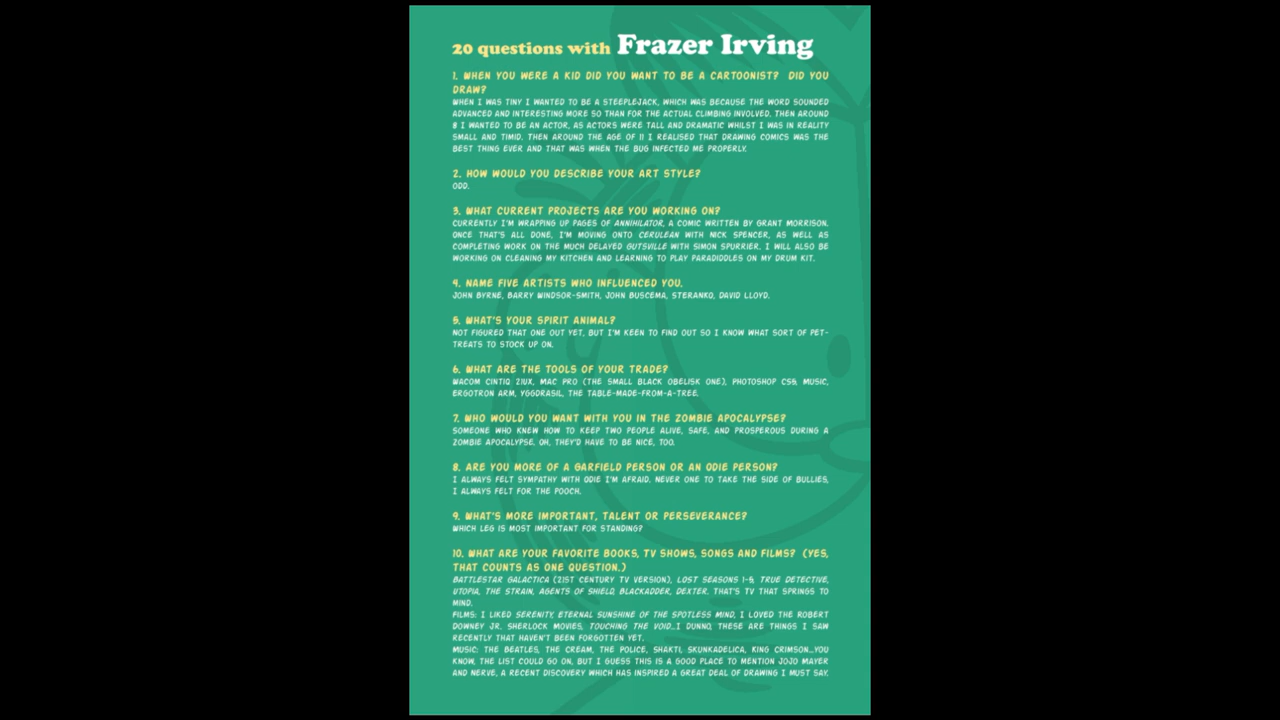 20 questions with Frazer Irving
1. WHEN YOU WERE A KID DID YOU WANT TO BE A CARTOONIST? DID YOU
DRAW?
WHEN I WAS TINY I WANTED TO BE A STEEPLEJACK, WHICH WAS BECAUSE THE WORD SOUNDED
ADVANCED AND INTERESTING MORE SO THAN FOR THE ACTUAL CLIMBING INVOLVED. THEN AROUND
8 I WANTED TO BE AN ACTOR, AS ACTORS WERE TALL AND DRAMATIC WHILST I WAS IN REALITY
SMALL AND TIMID. THEN AROUND THE AGE OF 11 I REALISED THAT DRAWING COMICS WAS THE
BEST THING EVER AND THAT WAS WHEN THE BUG INFECTED ME PROPERLY.
2. HOW WOULD YOU DESCRIBE YOUR ART STYLE?
ODD.
3. WHAT CURRENT PROJECTS ARE YOU WORKING ON?
CURRENTLY I'M WRAPPING UP PAGES OF ANNIHILATOR, A COMIC WRITTEN BY GRANT MORRISON.
ONCE THAT'S ALL DONE, I'M MOVING ONTO CERULEAN WITH NICK SPENCER, AS WELL AS
COMPLETING WORK ON THE MUCH DELAYED GUTSVILLE WITH SIMON SPURRIER. I WILL ALSO BE
WORKING ON CLEANING MY KITCHEN AND LEARNING TO PLAY PARADIDDLES ON MY DRUM KIT.
4. NAME FIVE ARTISTS WHO INFLUENCED YOU.
JOHN BYRNE, BARRY WINDSOR-SMITH, JOHN BUSCEMA, STERANKO, DAVID LLOYD.
5. WHAT'S YOUR SPIRIT ANIMAL?
NOT FIGURED THAT ONE OUT YET, BUT I'M KEEN TO FIND OUT SO I KNOW WHAT SORT OF PET-
TREATS TO STOCK UP ON.
6. WHAT ARE THE TOOLS OF YOUR TRADE?
WACOM CINTIQ 21UX, MAC PRO (THE SMALL BLACK OBELISK ONE), PHOTOSHOP CS5, MUSIC,
ERGOTRON ARM, YGGDRASIL, THE TABLE-MADE-FROM-A-TREE.
7. WHO WOULD YOU WANT WITH YOU IN THE ZOMBIE APOCALYPSE?
SOMEONE WHO KNEW HOW TO KEEP TWO PEOPLE ALIVE, SAFE, AND PROSPEROUS DURING A
ZOMBIE APOCALYPSE. OH, THEY'D HAVE TO BE NICE, TOO.
8. ARE YOU MORE OF A GARFIELD PERSON OR AN ODIE PERSON?
I ALWAYS FELT SYMPATHY WITH ODIE I'M AFRAID. NEVER ONE TO TAKE THE SIDE OF BULLIES,
I ALWAYS FELT FOR THE POOCH.
9. WHAT'S MORE IMPORTANT, TALENT OR PERSEVERANCE?
WHICH LEG IS MOST IMPORTANT FOR STANDING?
10. WHAT ARE YOUR FAVORITE BOOKS, TV SHOWS, SONGS AND FILMS? (YES,
THAT COUNTS AS ONE QUESTION.)
BATTLESTAR GALACTICA (21ST CENTURY TV VERSION), LOST SEASONS 1-5, TRUE DETECTIVE,
UTOPIA, THE STRAIN, AGENTS OF SHIELD, BLACKADDER, DEXTER. THAT'S TV THAT SPRINGS TO
MIND.
FILMS: I LIKED SERENITY, ETERNAL SUNSHINE OF THE SPOTLESS MIND, I LOVED THE ROBERT
DOWNEY JR. SHERLOCK MOVIES, TOUCHING THE VOID...I DUNNO, THESE ARE THINGS I SAW
RECENTLY THAT HAVEN'T BEEN FORGOTTEN YET.
MUSIC: THE BEATLES, THE CREAM, THE POLICE, SHAKTI, SKUNKADELICA, KING CRIMSON...YOU
KNOW, THE LIST COULD GO ON, BUT I GUESS THIS IS A GOOD PLACE TO MENTION JOJO MAYER
AND NERVE, A RECENT DISCOVERY WHICH HAS INSPIRED A GREAT DEAL OF DRAWING I MUST SAY.